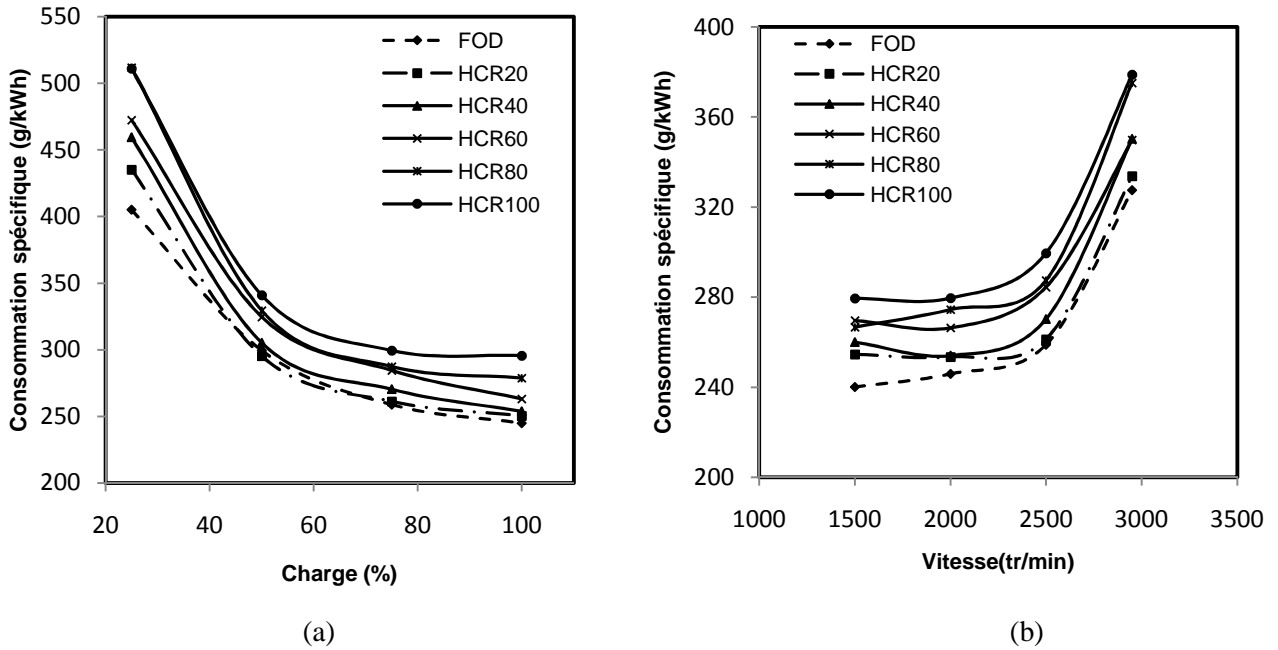 Consommation spécifique (g/kWh)
550
500
450
400
350
300
250
200
20
40
60
80
100
Charge (%)
FOD
HCR20
HCR40
HCR60
HCR80
HCR100
(a)
Consommation spécifique (g/kWh)
400
360
320
280
240
200
1000
1500
2000
2500
3000
3500
Vitesse(tr/min)
FOD
HCR20
HCR40
HCR60
HCR80
HCR100
(b)